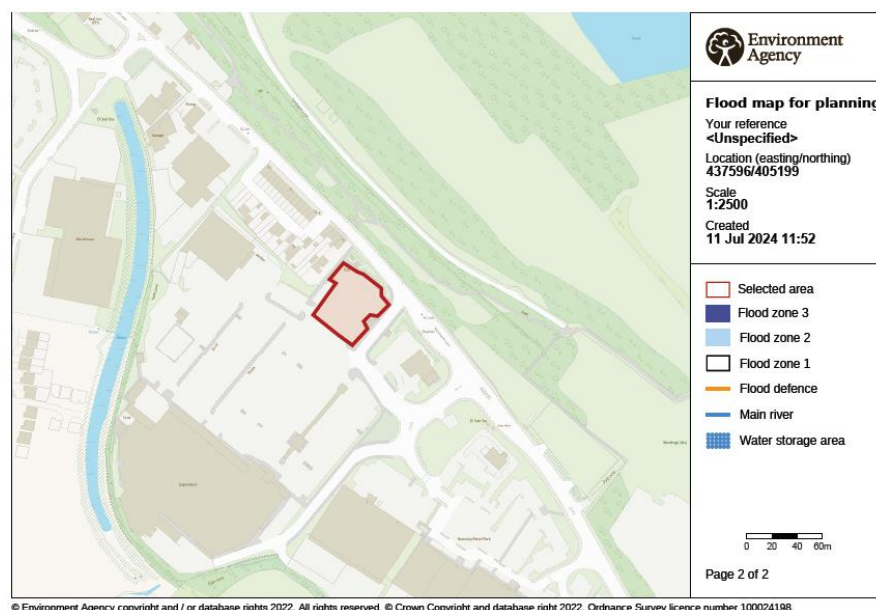 Environment
Agency
Flood map for planning
Your reference
<Unspecified>
Location (easting/northing)
437596/405199
Scale
1:2500
Created
11 Jul 2024 11:52
Selected area
Flood zone 3
Flood zone 2
Flood zone 1
Flood defence
Main river
Water storage area
0 20 40 60m
Page 2 of 2
© Environment Agency copyright and / or database rights 2022. All rights reserved. © Crown Copyright and database right 2022. Ordnance Survey licence number 100024198.